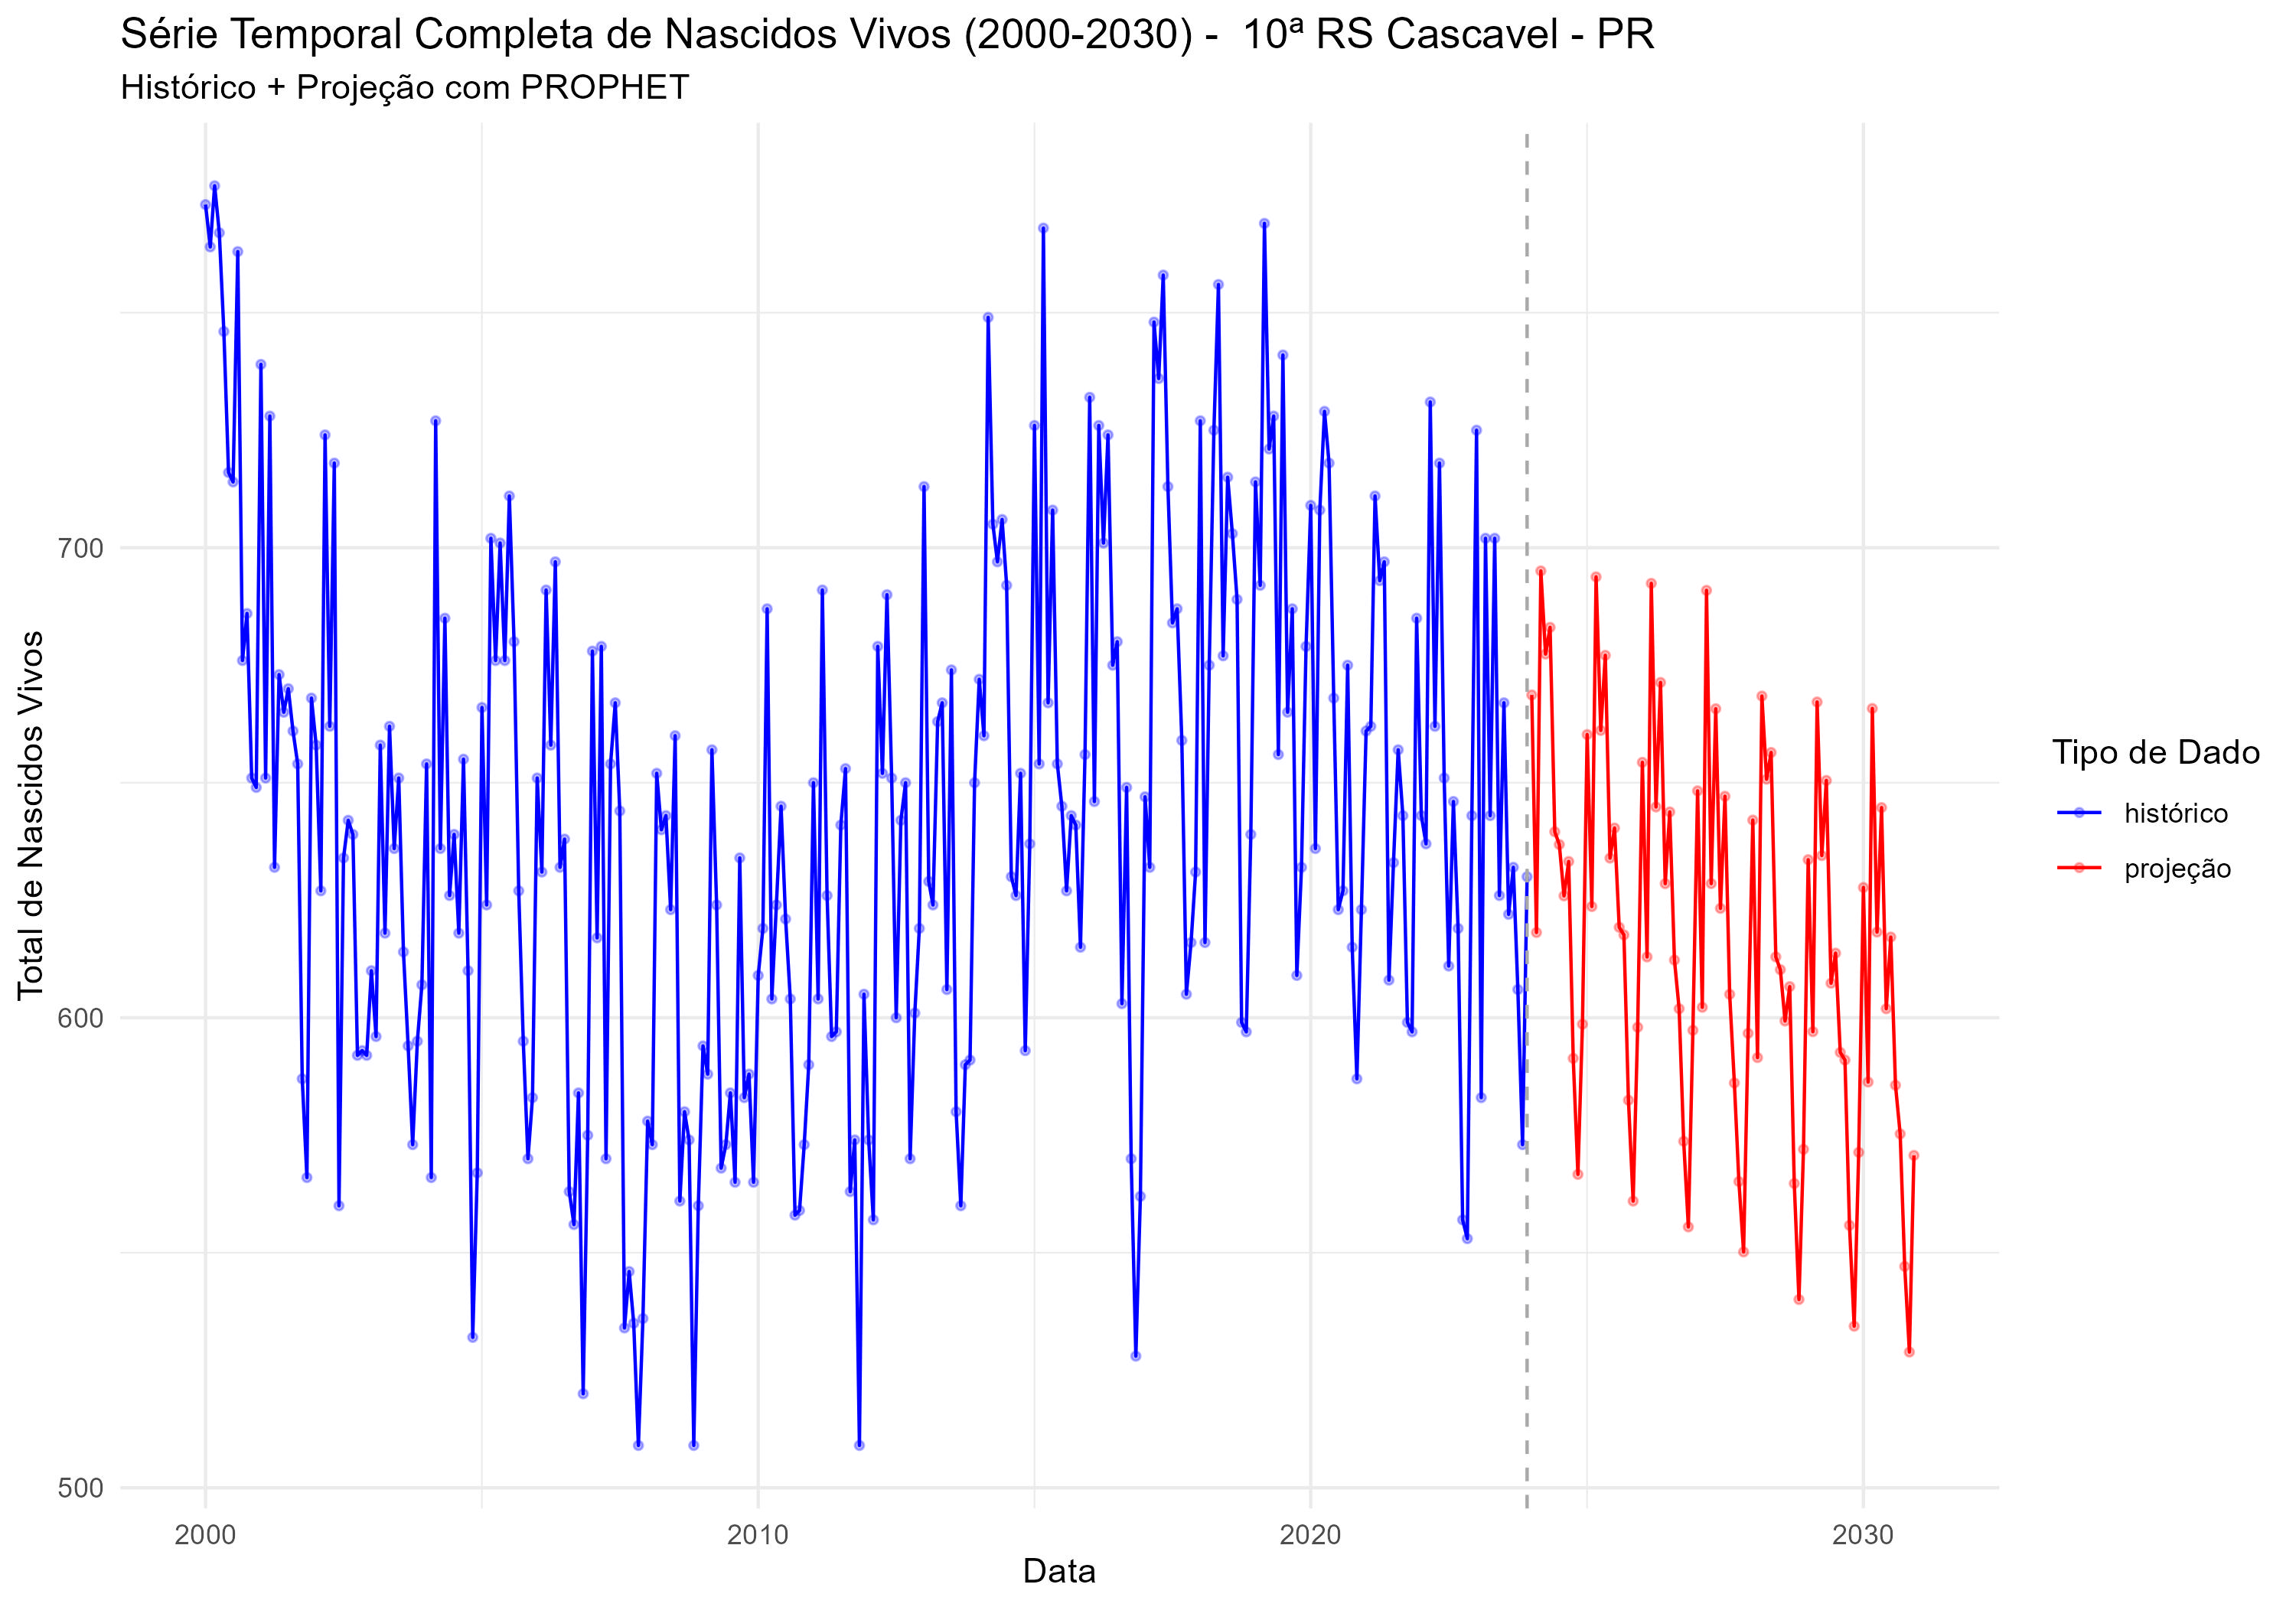 Série Temporal Completa de Nascidos Vivos (2000-2030) -  10ª RS Cascavel - PR
Histórico + Projeção com PROPHET
Total de Nascidos Vivos
700
600
500
2000
2010
2020
2030
Data
Tipo de Dado
histórico
projeção